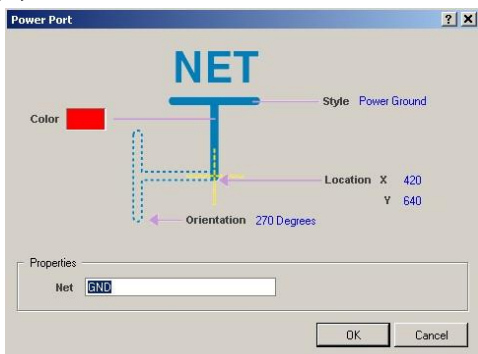 Power Port
? X
NET
Style Power Ground
Color
Location X 420
Y 640
Orientation 270 Degrees
Properties
Net GND
OK Cancel